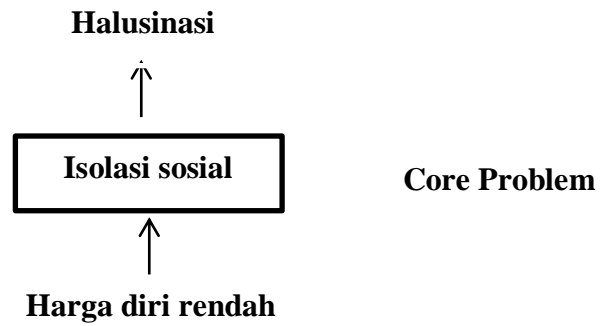 Halusinasi
Isolasi sosial
Core Problem
Harga diri rendah